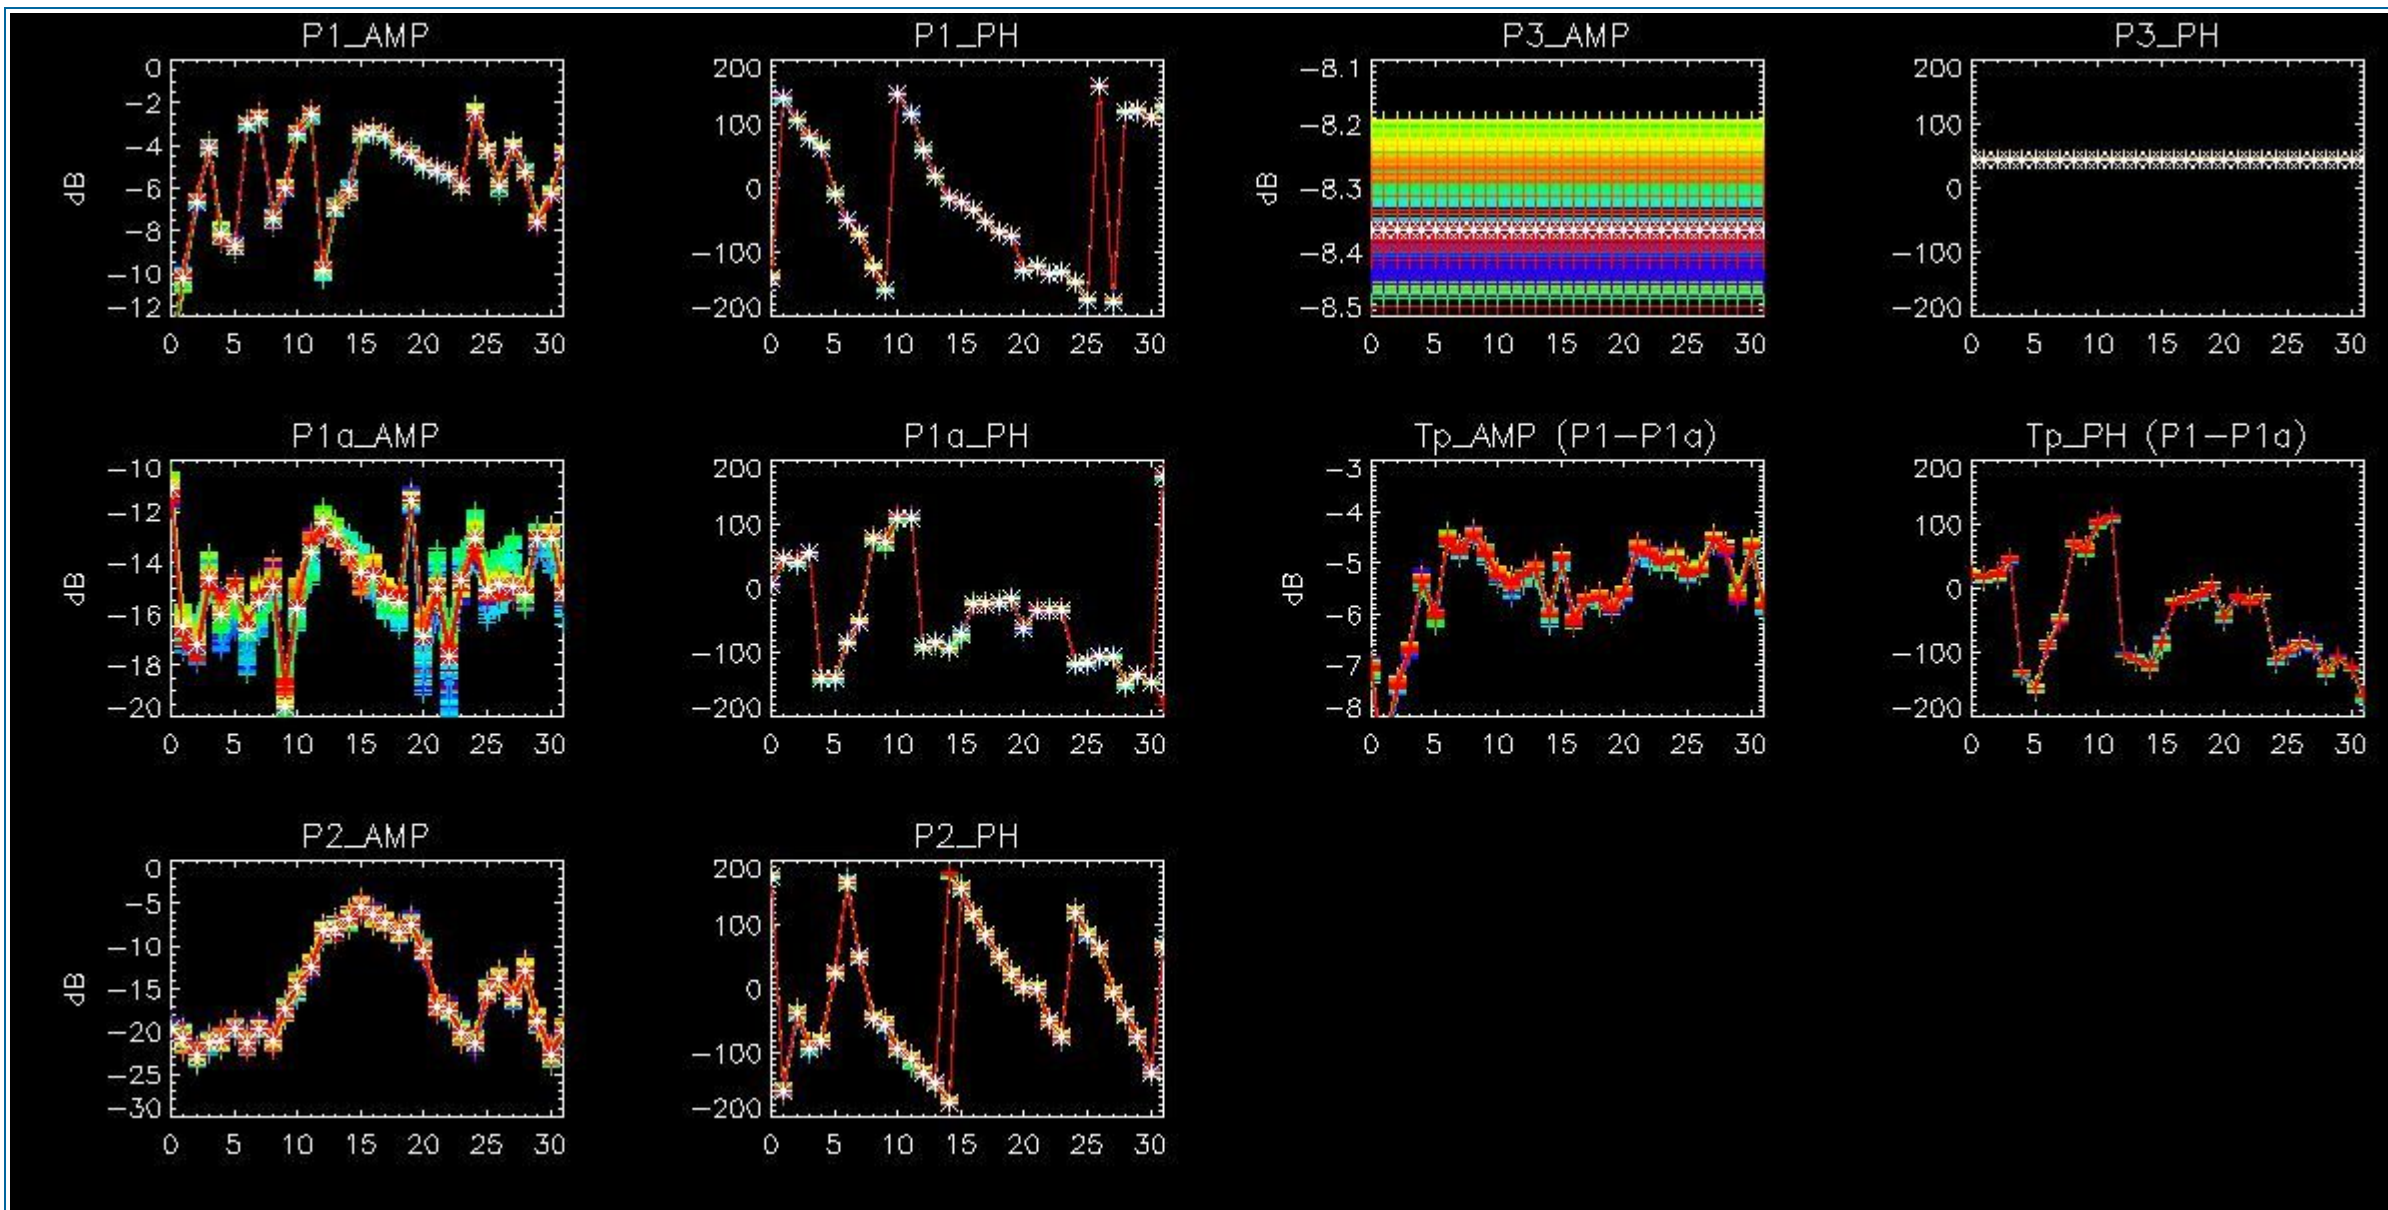 P1_AMP
0
−2
−4
−6
−8
−10
−12
dB
0 5 10 15 20 25 30
P1_PH
200
100
0
−100
−200
0 5 10 15 20 25 30
P3_AMP
−8.1
−8.2
−8.3
−8.4
−8.5
dB
0 5 10 15 20 25 30
P3_PH
200
100
0
−100
−200
0 5 10 15 20 25 30
P1a_AMP
−10
−12
−14
−16
−18
−20
dB
0 5 10 15 20 25 30
P1a_PH
200
100
0
−100
−200
0 5 10 15 20 25 30
Tp_AMP (P1−P1a)
−3
−4
−5
−6
−7
−8
dB
0 5 10 15 20 25 30
Tp_PH (P1−P1a)
200
100
0
−100
−200
0 5 10 15 20 25 30
P2_AMP
0
−5
−10
−15
−20
−25
−30
dB
0 5 10 15 20 25 30
P2_PH
200
100
0
−100
−200
0 5 10 15 20 25 30